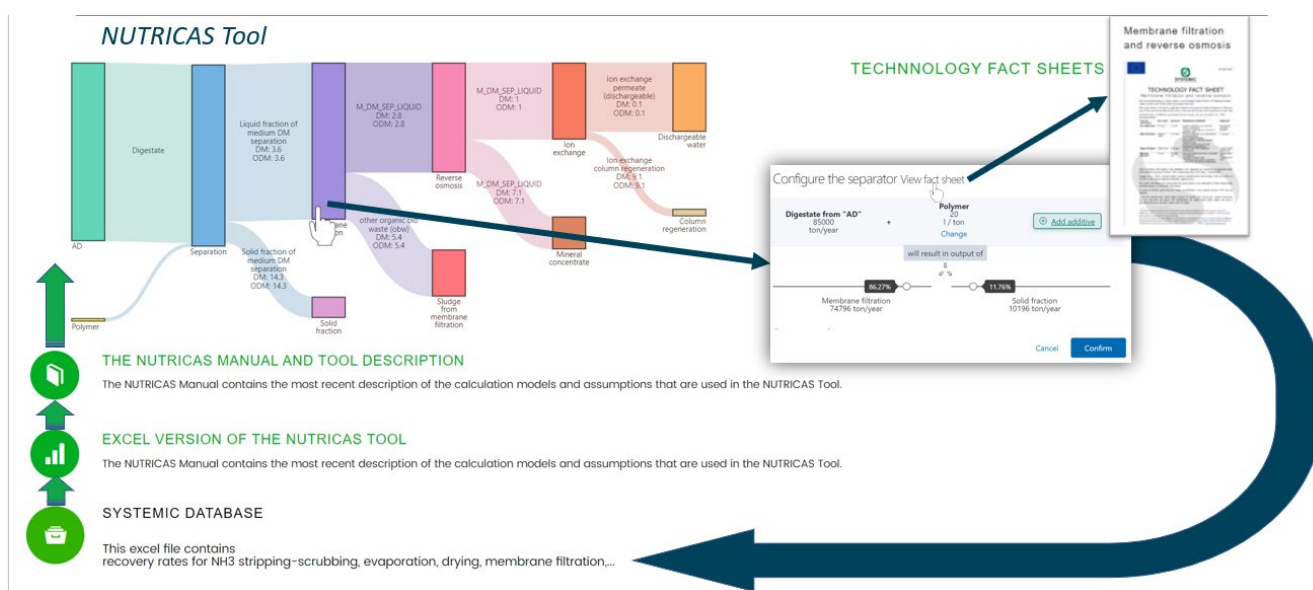 NUTRICAS Tool
AD
Digestate
Polymer
Separation
Liquid fraction of
medium DM
separation
DM: 3.6
ODM: 3.6
Solid fraction of
medium DM
separation
DM: 14.3
ODM: 14.3
Solid
fraction
M_DM_SEP_LIQUID
DM: 2.8
ODM: 2.8
other organic bio
waste (obw)
DM: 5.4
ODM: 5.4
Sludge
from
membrane
filtration
Reverse
osmosis
M_DM_SEP_LIQUID
DM: 1
ODM: 1
M_DM_SEP_LIQUID
DM: 7.1
ODM: 7.1
Mineral
concentrate
Ion
exchange
Ion exchange
permeate
(dischargeable)
DM: 0.1
ODM: 0.1
Ion exchange
column regeneration
DM: 9.1
ODM: 9.1
Dischargeable
water
Column
regeneration
TECHNNOLOGY FACT SHEETS
Membrane filtration
and reverse osmosis
SYSTEMIC
TECHNOLOGY FACT SHEET
Membrane filtration and reverse osmosis
Configure the separator View fact sheet
Digestate from "AD"
85000
ton/year
+
Polymer
20
l / ton
Change
Add additive
will result in output of
86.27%
11.76%
Membrane filtration
74796 ton/year
Solid fraction
10196 ton/year
Cancel
Confirm
THE NUTRICAS MANUAL AND TOOL DESCRIPTION
The NUTRICAS Manual contains the most recent description of the calculation models and assumptions that are used in the NUTRICAS Tool.
EXCEL VERSION OF THE NUTRICAS TOOL
The NUTRICAS Manual contains the most recent description of the calculation models and assumptions that are used in the NUTRICAS Tool.
SYSTEMIC DATABASE
This excel file contains
recovery rates for NH3 stripping-scrubbing, evaporation, drying, membrane filtration,...